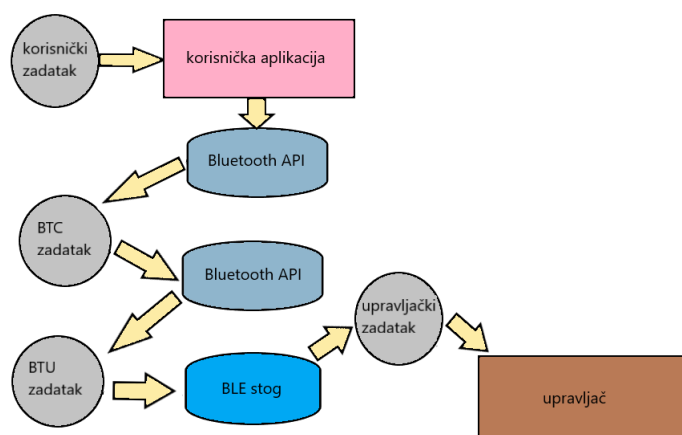 korisnički
zadatak
korisnička aplikacija
Bluetooth API
BTC
zadatak
Bluetooth API
upravljački
zadatak
BTU
zadatak
BLE stog
upravljač